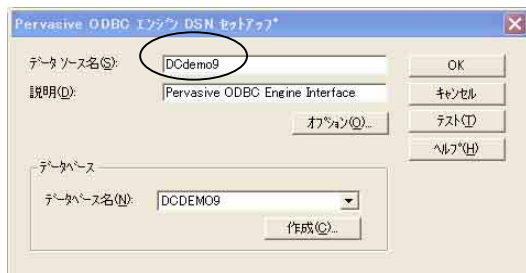 Pervasive ODBC ｴﾝｼﾞﾝ DSN ｾｯﾄｱｯﾌﾟ
ﾃﾞｰﾀ ｿｰｽ名(S): DCdemo9 OK
説明(D): Pervasive ODBC Engine Interface ｷｬﾝｾﾙ
ｵﾌﾟｼｮﾝ(O)... ﾃｽﾄ(T)
ﾍﾙﾌﾟ(H)
ﾃﾞｰﾀﾍﾞｰｽ
ﾃﾞｰﾀﾍﾞｰｽ名(N): DCDEMO9
作成(C)...